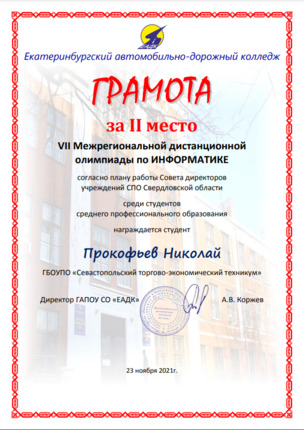 Екатеринбургский автомобильно-дорожный колледж
ГРАМОТА
за II место
VII Межрегиональной дистанционной
олимпиады по ИНФОРМАТИКЕ
согласно плану работы Совета директоров
учреждений СПО Свердловской области
среди студентов
среднего профессионального образования
награждается студент
Прокофьев Николай
ГБОУПО «Севастопольский торгово-экономический техникум»
Директор ГАПОУ СО «ЕАДК» А.В. Коржев
23 ноября 2021г.